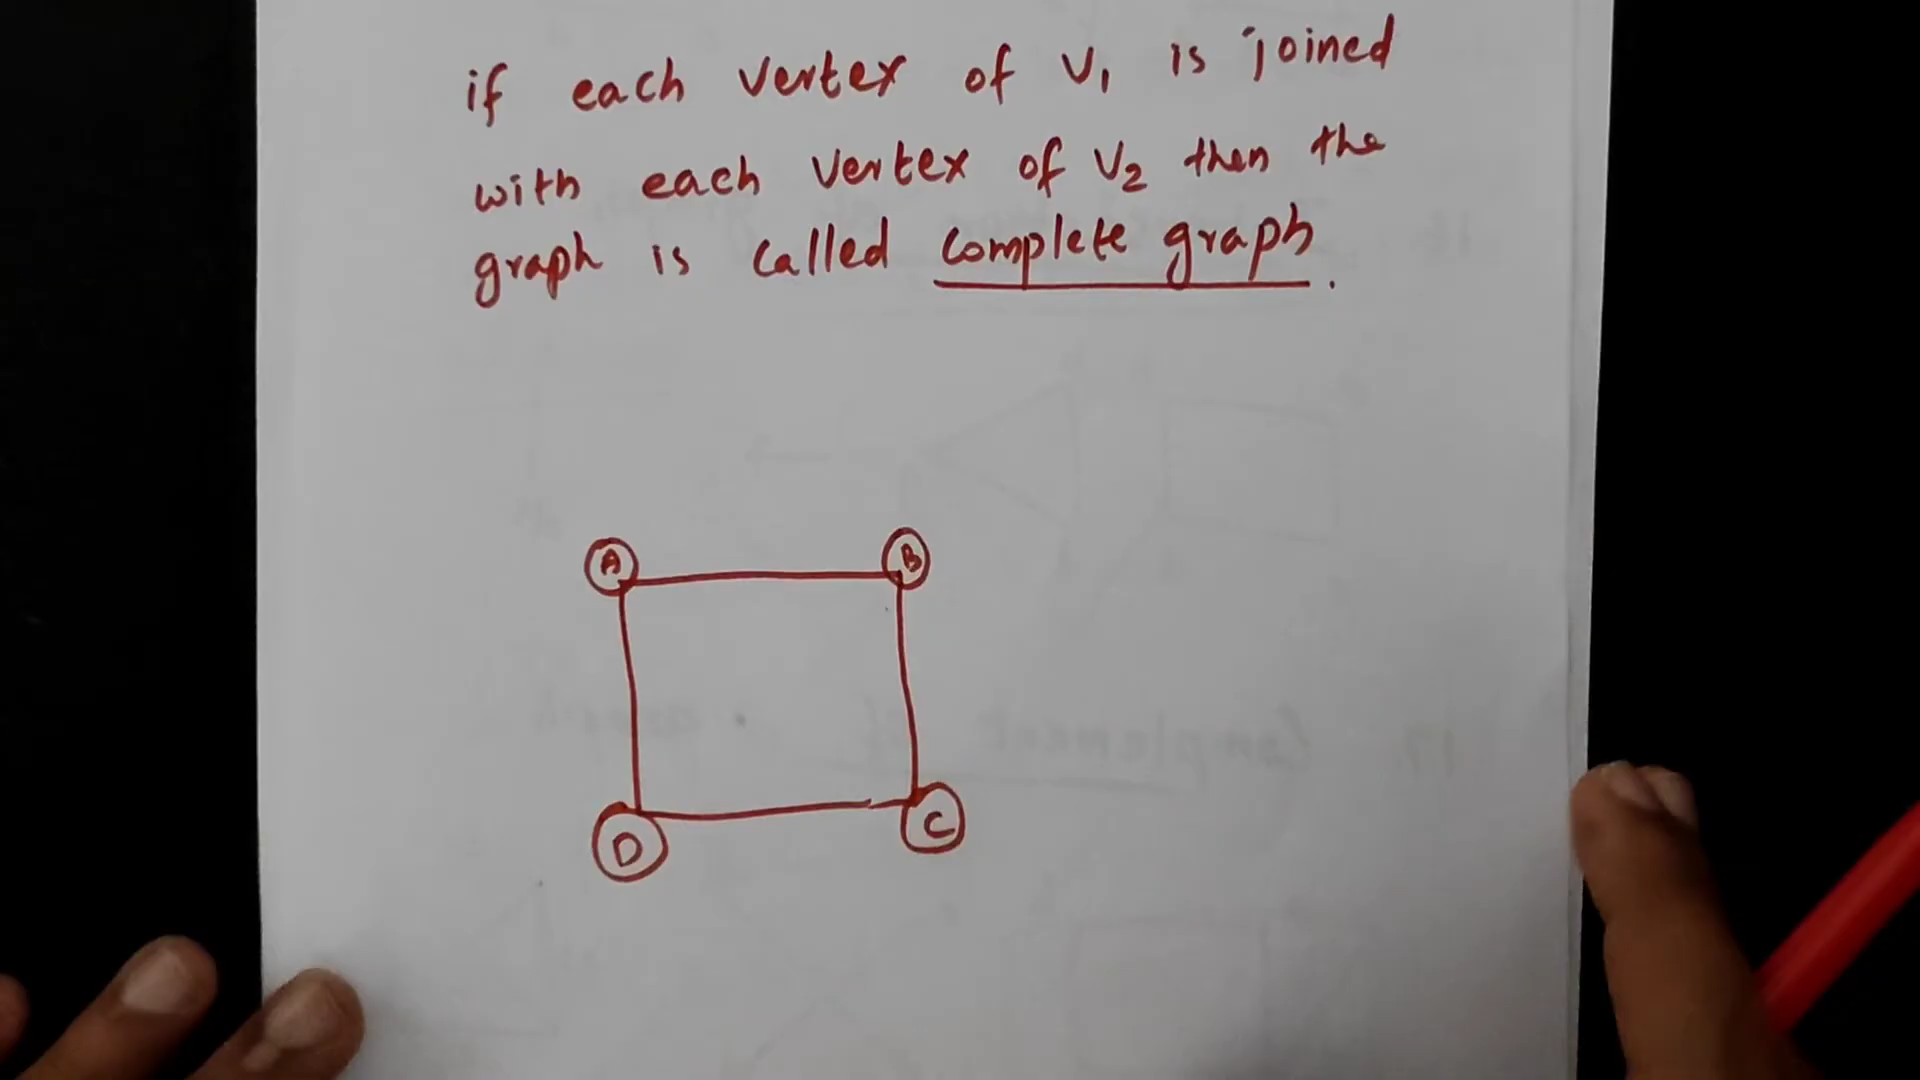 if each vertex of V1 is joined
with each vertex of V2 then the
graph is called complete graph.
A B
D C